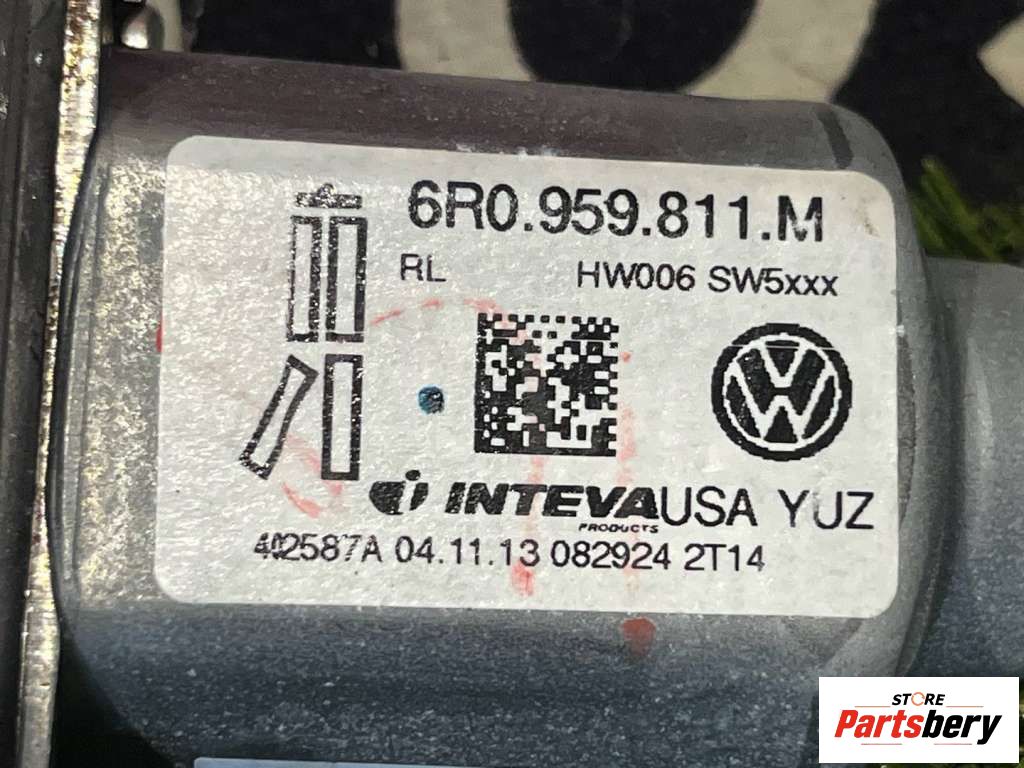 6R0.959.811.M
RL HW006 SW5xxx
INTEVA USA YUZ
PRODUCTS
402587A 04.11.13 082924 2T14
STORE
Partsbery